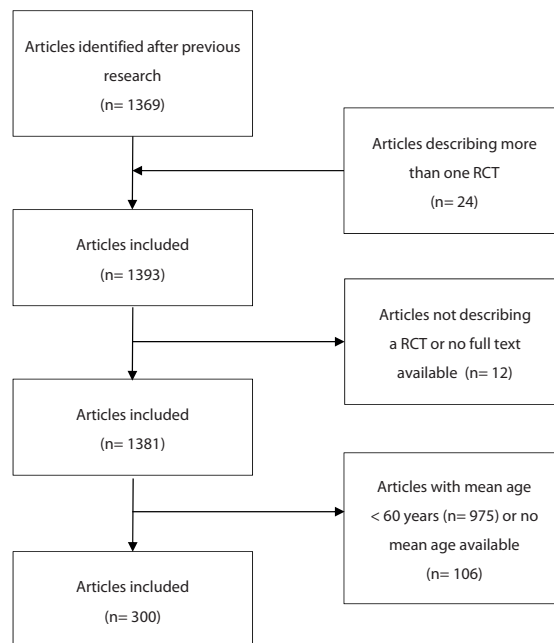 Articles identified after previous
research
(n= 1369)
Articles describing more
than one RCT
(n= 24)
Articles included
(n= 1393)
Articles not describing
a RCT or no full text
available (n= 12)
Articles included
(n= 1381)
Articles with mean age
< 60 years (n= 975) or no
mean age available
(n= 106)
Articles included
(n= 300)